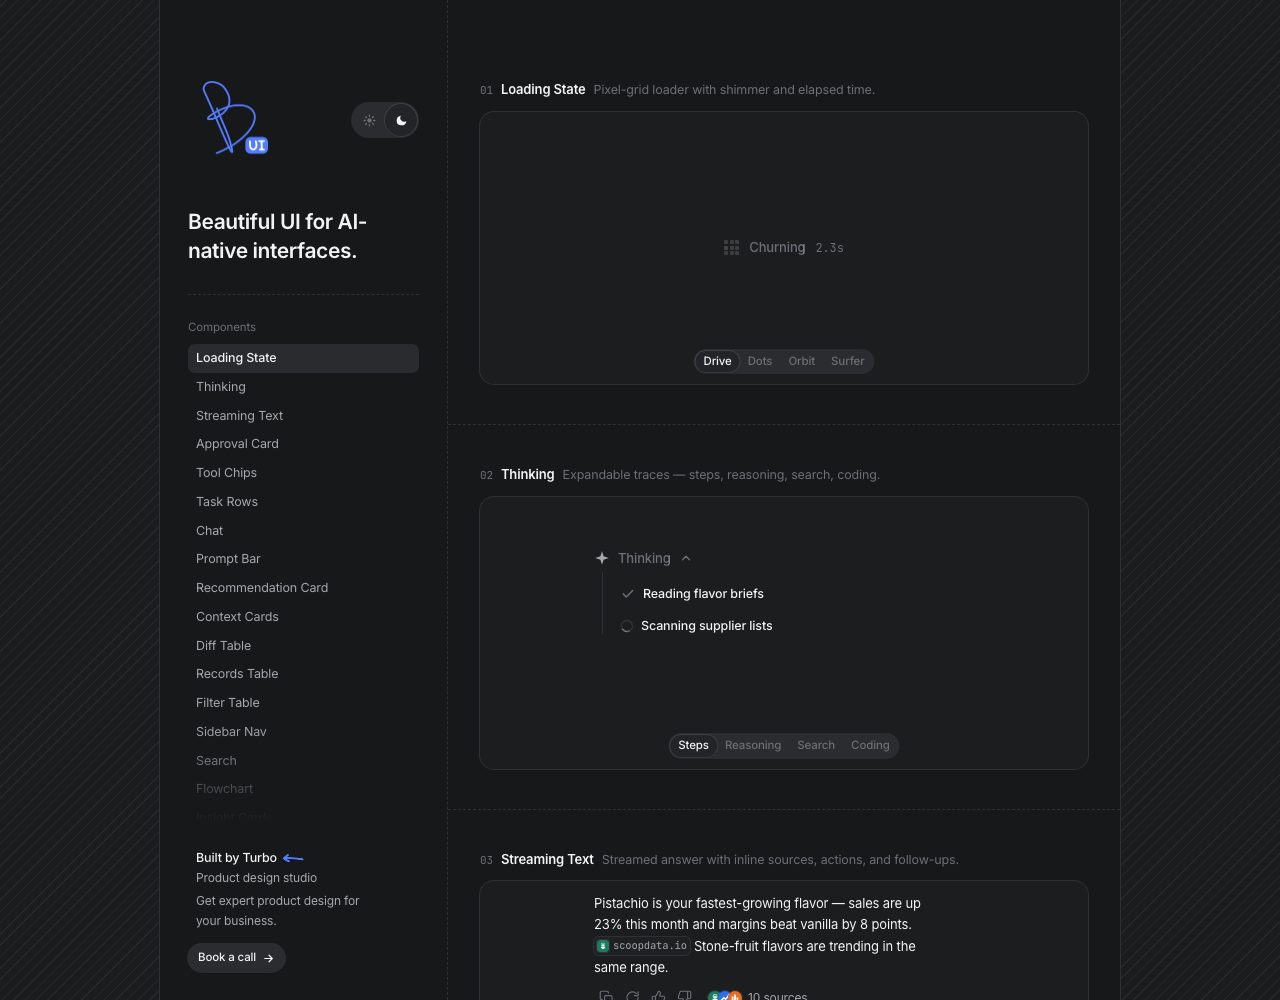 UI
Beautiful UI for AI-
native interfaces.
Components
Loading State
Thinking
Streaming Text
Approval Card
Tool Chips
Task Rows
Chat
Prompt Bar
Recommendation Card
Context Cards
Diff Table
Records Table
Filter Table
Sidebar Nav
Search
Flowchart
Insight Cards
Built by Turbo
Product design studio
Get expert product design for
your business.
Book a call →
01 Loading State Pixel-grid loader with shimmer and elapsed time.
Churning 2.3s
Drive Dots Orbit Surfer
02 Thinking Expandable traces — steps, reasoning, search, coding.
Thinking
Reading flavor briefs
Scanning supplier lists
Steps Reasoning Search Coding
03 Streaming Text Streamed answer with inline sources, actions, and follow-ups.
Pistachio is your fastest-growing flavor — sales are up
23% this month and margins beat vanilla by 8 points.
scoopdata.io Stone-fruit flavors are trending in the
same range.
10 sources